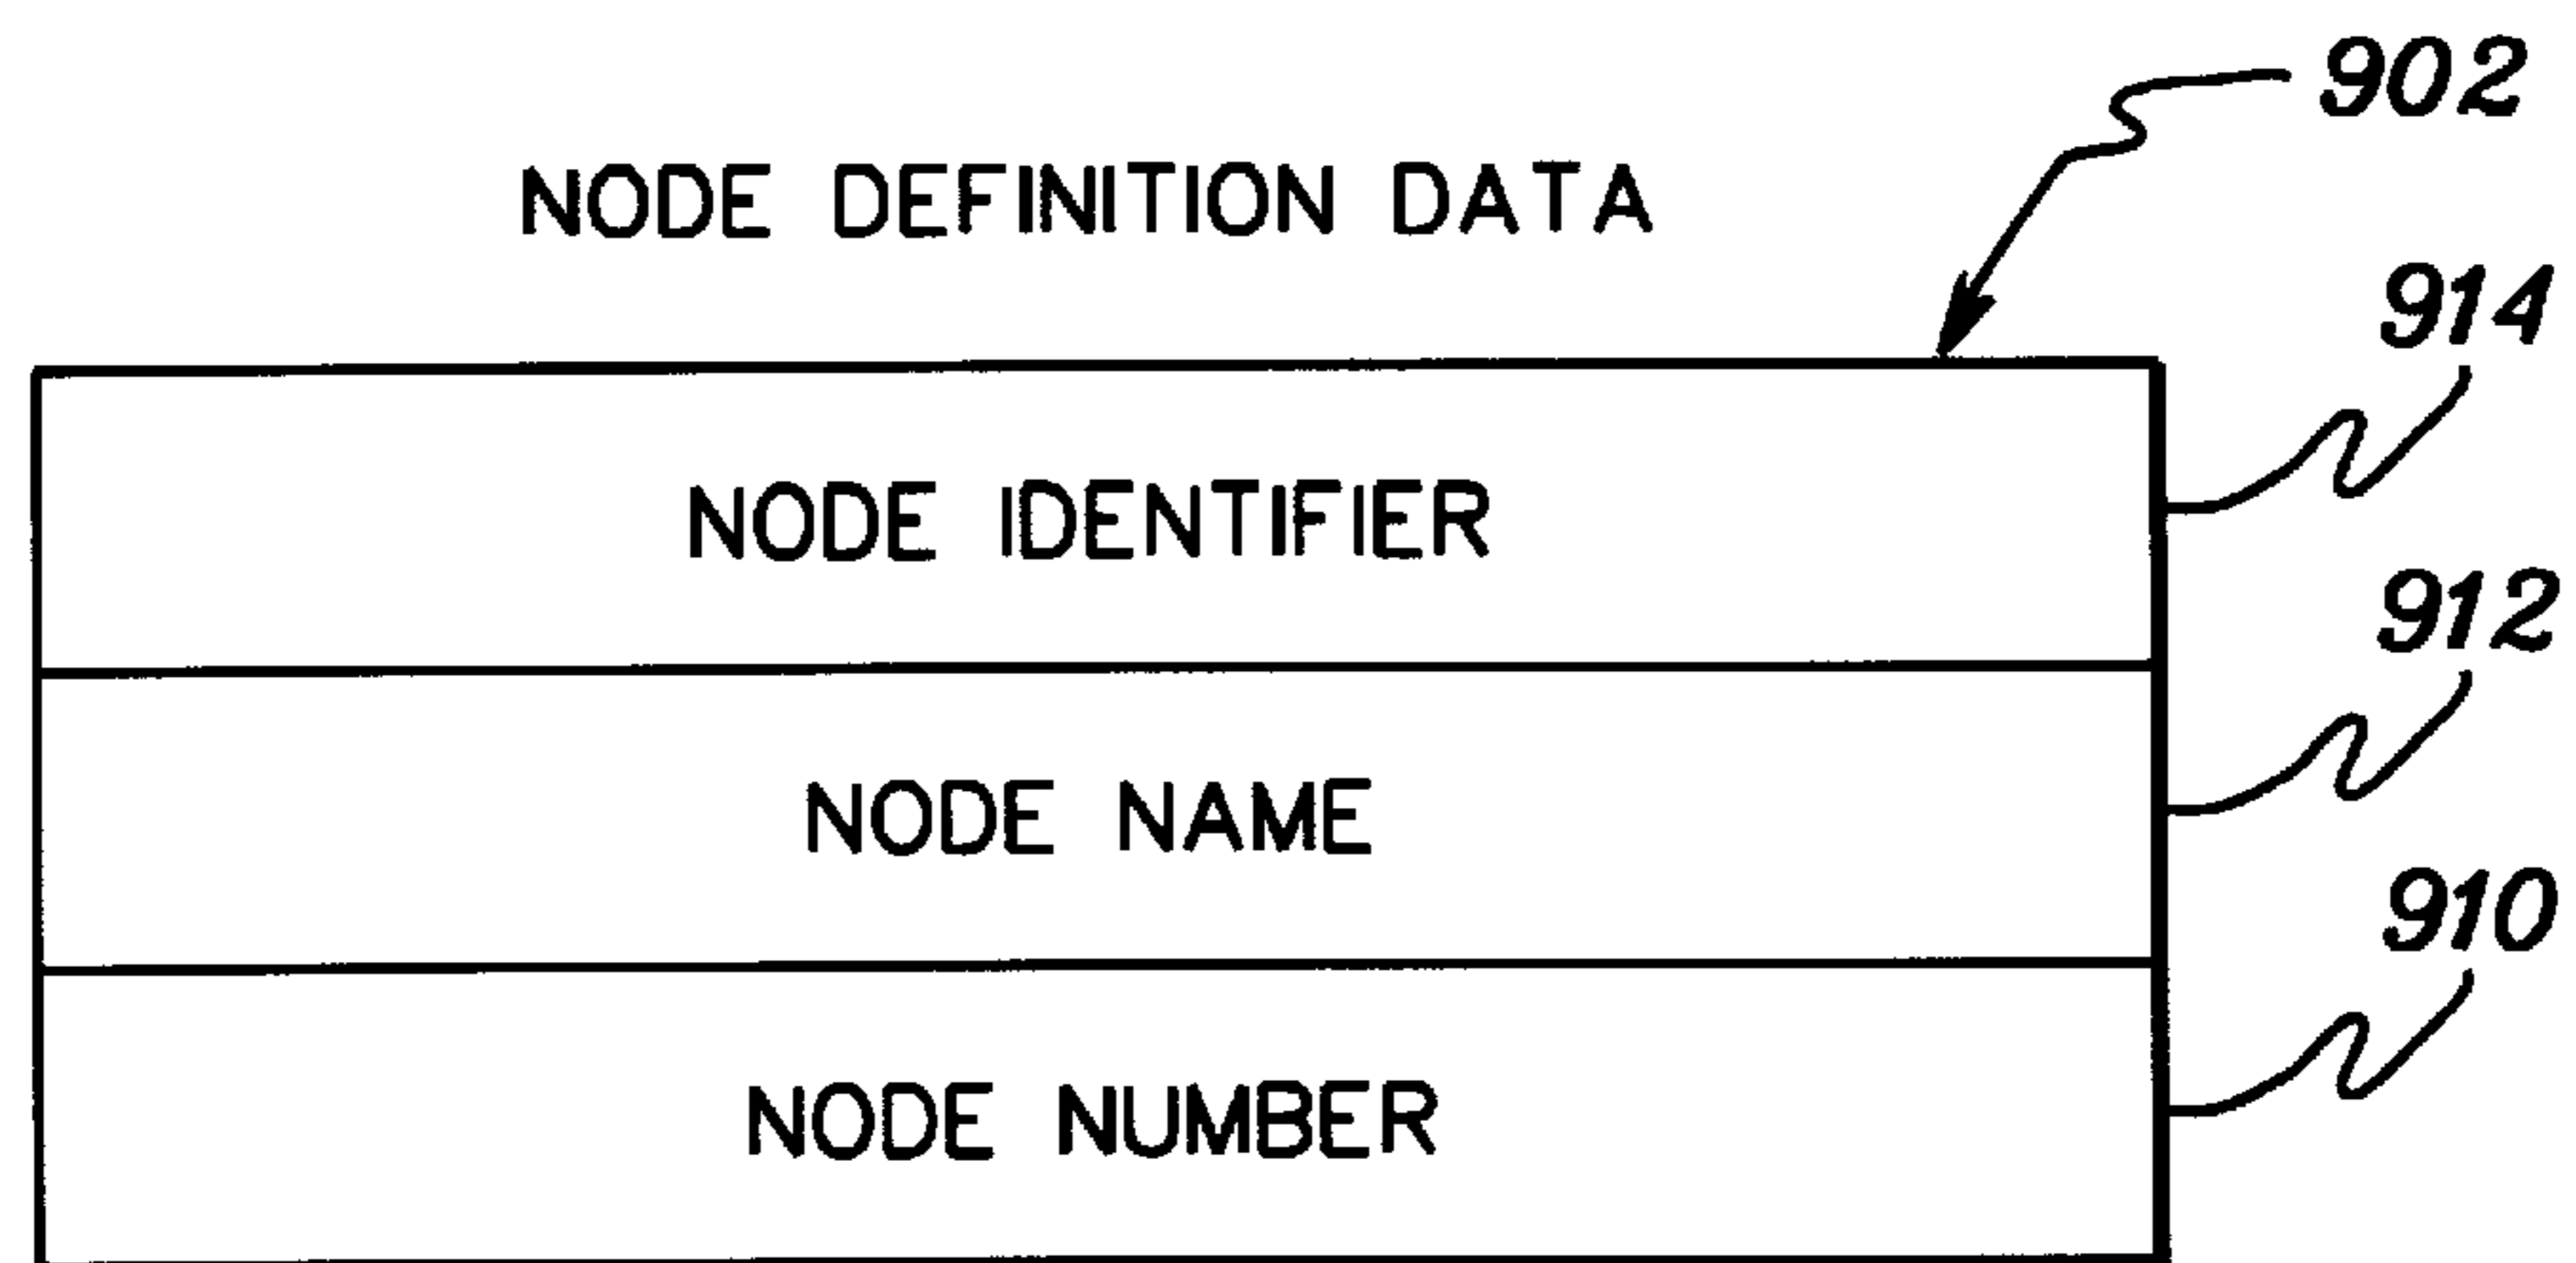 902
NODE DEFINITION DATA
914
NODE IDENTIFIER
912
NODE NAME
910
NODE NUMBER